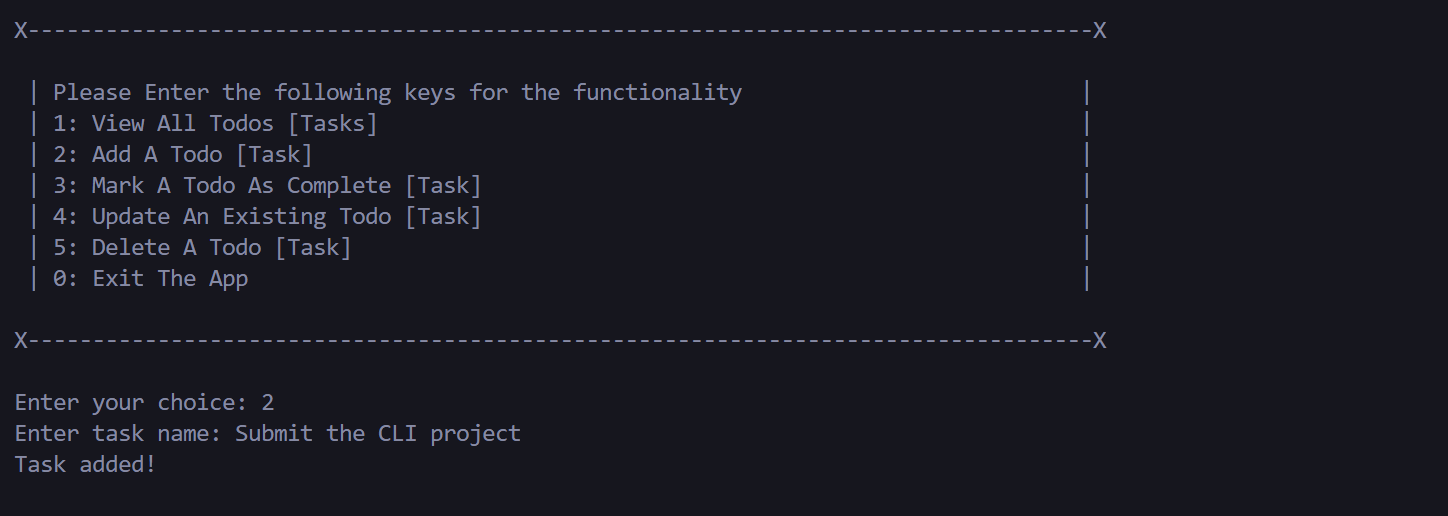 X----------------------------------------------------------------------------------X
| Please Enter the following keys for the functionality                          |
| 1: View All Todos [Tasks]                                                      |
| 2: Add A Todo [Task]                                                           |
| 3: Mark A Todo As Complete [Task]                                              |
| 4: Update An Existing Todo [Task]                                              |
| 5: Delete A Todo [Task]                                                        |
| 0: Exit The App                                                                |
X----------------------------------------------------------------------------------X
Enter your choice: 2
Enter task name: Submit the CLI project
Task added!